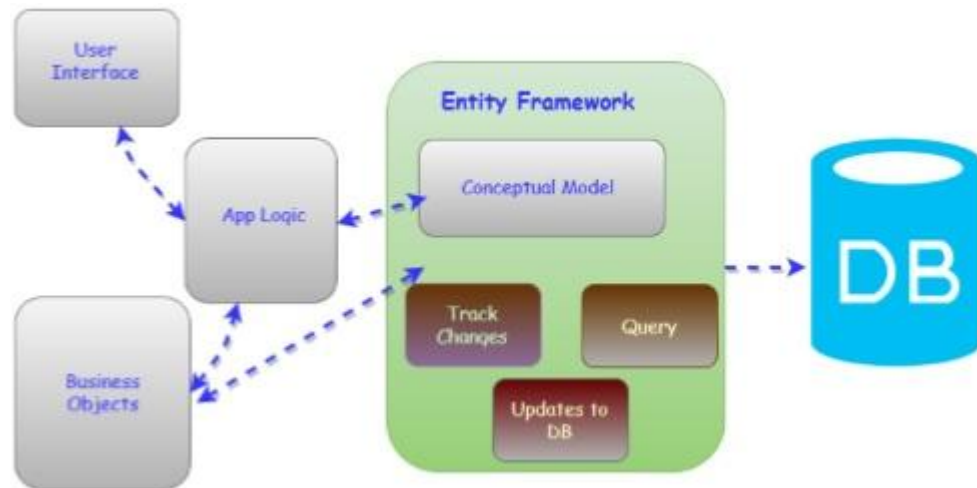 User
Interface
Entity Framework
Conceptual Model
App Logic
Track
Changes
Query
Business
Objects
Updates to
DB
DB